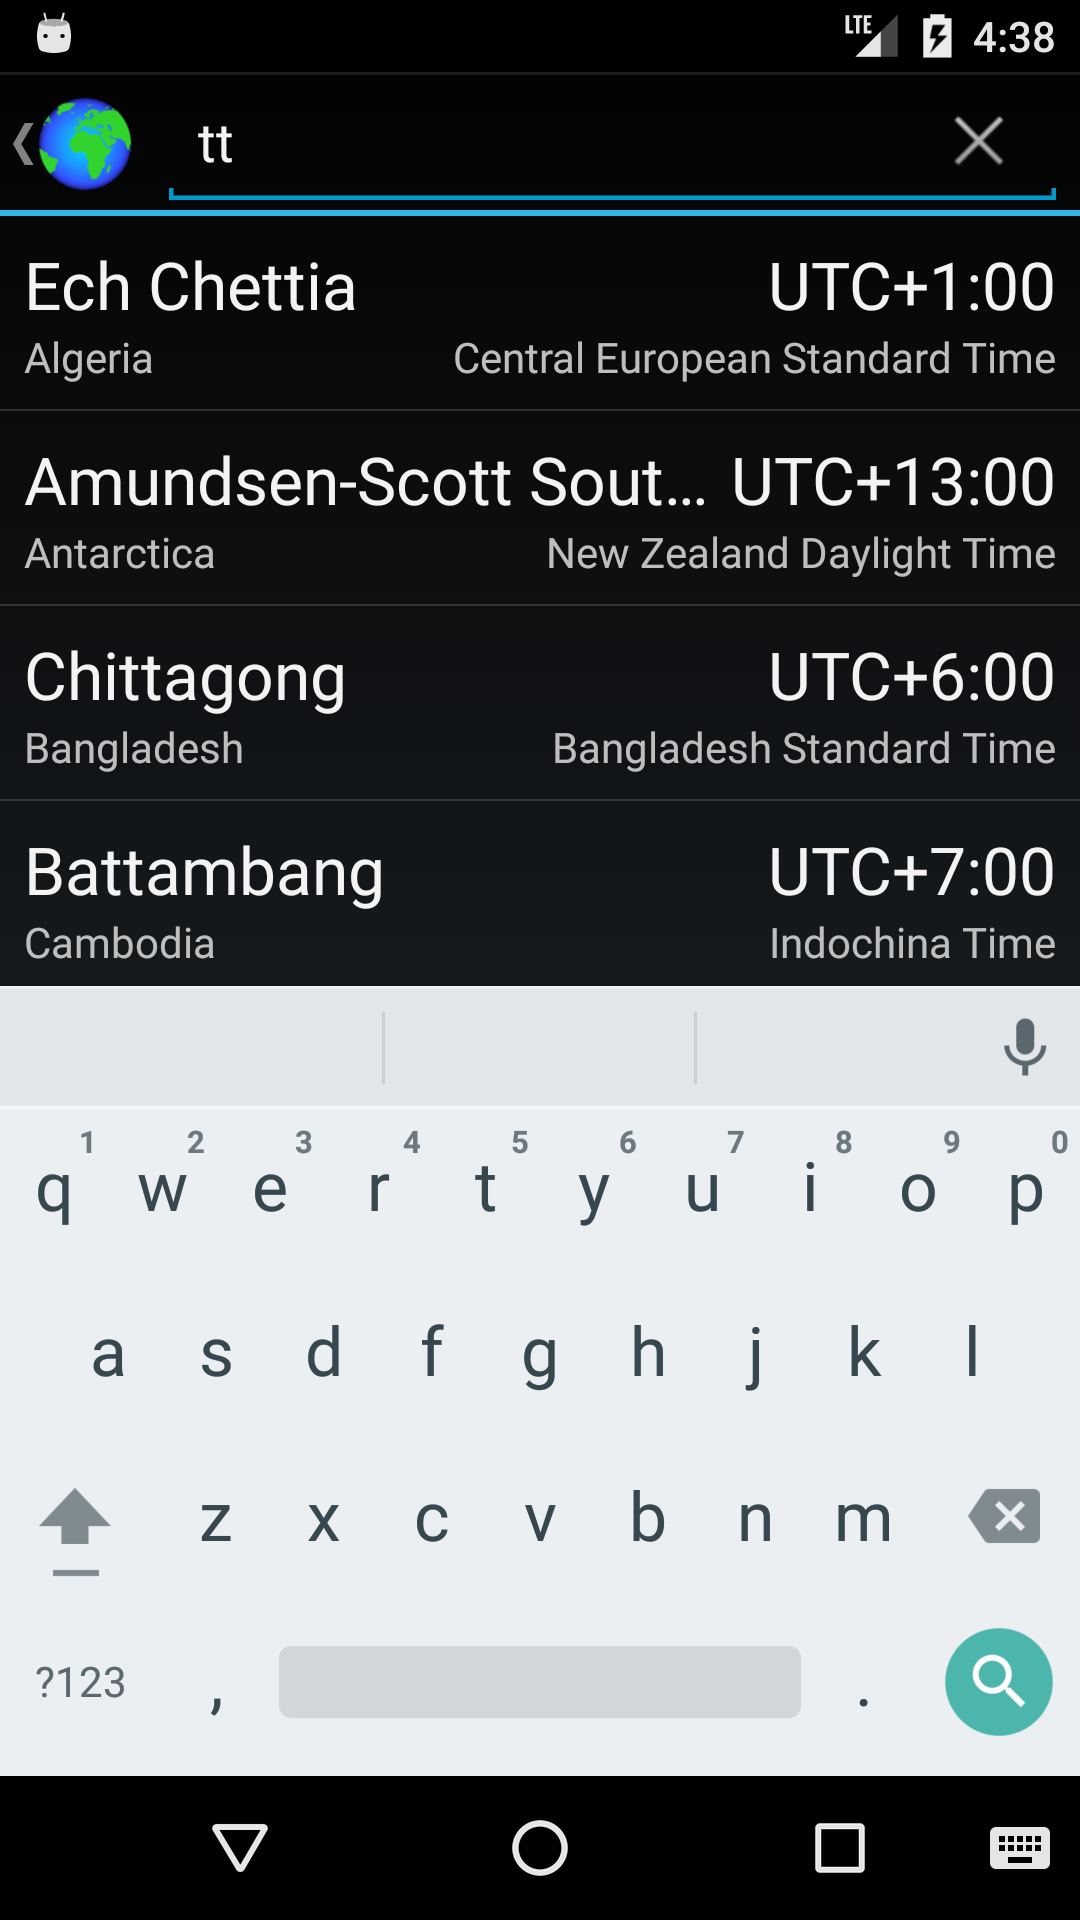 LTE 4:38
tt
Ech Chettia UTC+1:00
Algeria Central European Standard Time
Amundsen-Scott Sout… UTC+13:00
Antarctica New Zealand Daylight Time
Chittagong UTC+6:00
Bangladesh Bangladesh Standard Time
Battambang UTC+7:00
Cambodia Indochina Time
1 2 3 4 5 6 7 8 9 0
q w e r t y u i o p
a s d f g h j k l
z x c v b n m
?123 , .